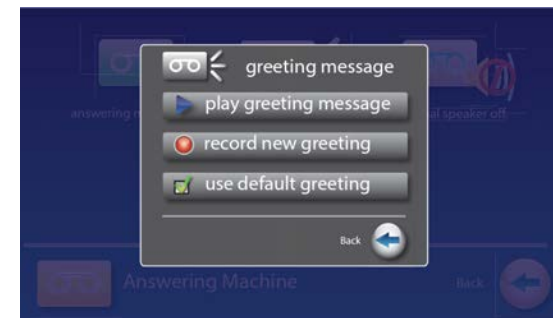 greeting message
play greeting message
record new greeting
use default greeting
Back
answering
al speaker off
Answering Machine
Back